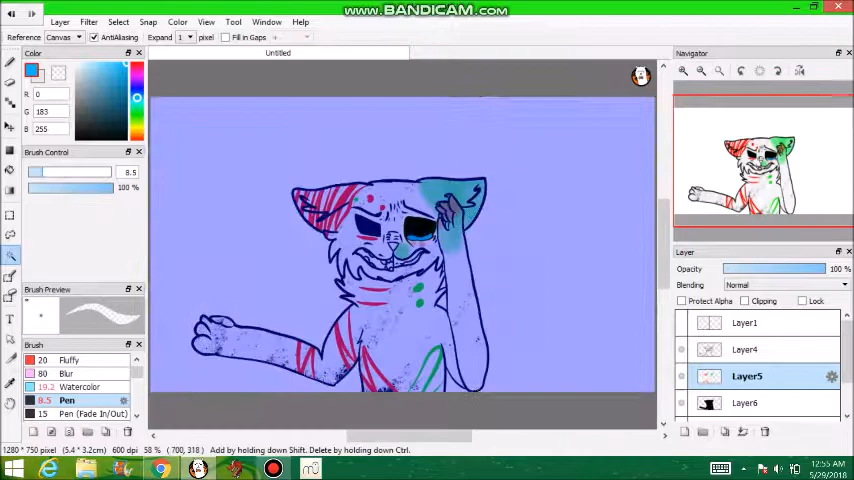 www.BANDICAM.com
Layer Filter Select Snap Color View Tool Window Help
Reference Canvas AntiAliasing Expand 1 pixel Fill in Gaps
Color
Untitled
Navigator
R 0
G 183
B 255
Brush Control
8.5
100 %
Layer
Opacity 100 %
Blending Normal
Protect Alpha Clipping Lock
Brush Preview
Layer1
Layer4
Layer5
Layer6
Brush
20 Fluffy
80 Blur
19.2 Watercolor
8.5 Pen
15 Pen (Fade In/Out)
1280 * 750 pixel (5.4 * 3.2cm) 600 dpi 58 % (700, 318) Add by holding down Shift. Delete by holding down Ctrl.
12:55 AM
5/29/2018